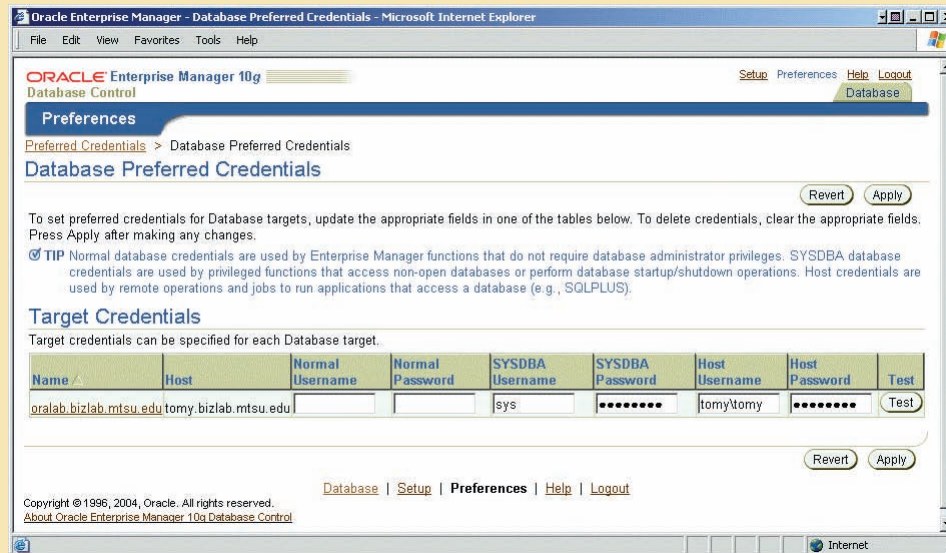 Oracle Enterprise Manager - Database Preferred Credentials - Microsoft Internet Explorer
File Edit View Favorites Tools Help
ORACLE Enterprise Manager 10g
Database Control
Setup Preferences Help Logout
Database
Preferences
Preferred Credentials > Database Preferred Credentials
Database Preferred Credentials
Revert Apply
To set preferred credentials for Database targets, update the appropriate fields in one of the tables below. To delete credentials, clear the appropriate fields.
Press Apply after making any changes.
TIP Normal database credentials are used by Enterprise Manager functions that do not require database administrator privileges. SYSDBA database
credentials are used by privileged functions that access non-open databases or perform database startup/shutdown operations. Host credentials are
used by remote operations and jobs to run applications that access a database (e.g., SQLPLUS).
Target Credentials
Target credentials can be specified for each Database target.
Name Host Normal Username Normal Password SYSDBA Username SYSDBA Password Host Username Host Password Test
oralab.bizlab.mtsu.edu tomy.bizlab.mtsu.edu sys •••••••• tomy\tomy •••••••• Test
Revert Apply
Database | Setup | Preferences | Help | Logout
Copyright © 1996, 2004, Oracle. All rights reserved.
About Oracle Enterprise Manager 10g Database Control
Internet